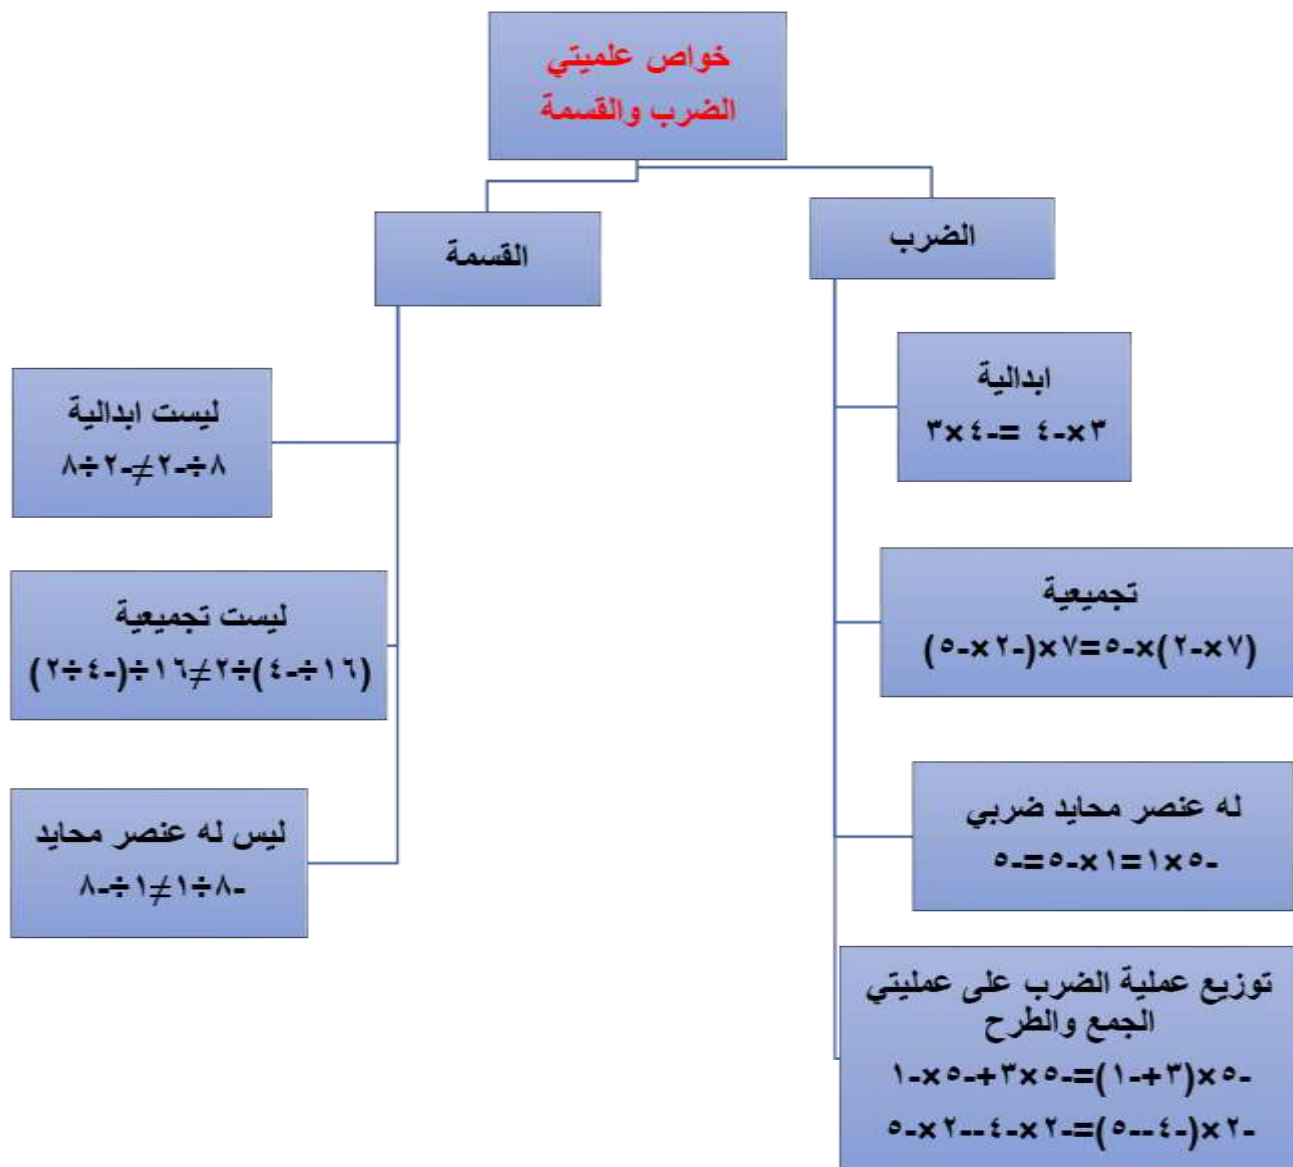 خواص علميتي
الضرب والقسمة
الضرب
ابدالية
٣×-٤ =-٤×٣
تجميعية
(٧×-٢)×-٥=٧×(-٢×-٥)
له عنصر محايد ضربي
-٥×١=١×-٥=-٥
توزيع عملية الضرب على عمليتي
الجمع والطرح
-٥×(٣+-١)=-٥×٣+-٥×-١
-٢×(-٤--٥)=-٢×-٤--٢×-٥
القسمة
ليست ابدالية
٨÷-٢≠-٢÷٨
ليست تجميعية
(١٦÷-٤)÷٢≠١٦÷(-٤÷٢)
ليس له عنصر محايد
-٨÷١≠١÷-٨